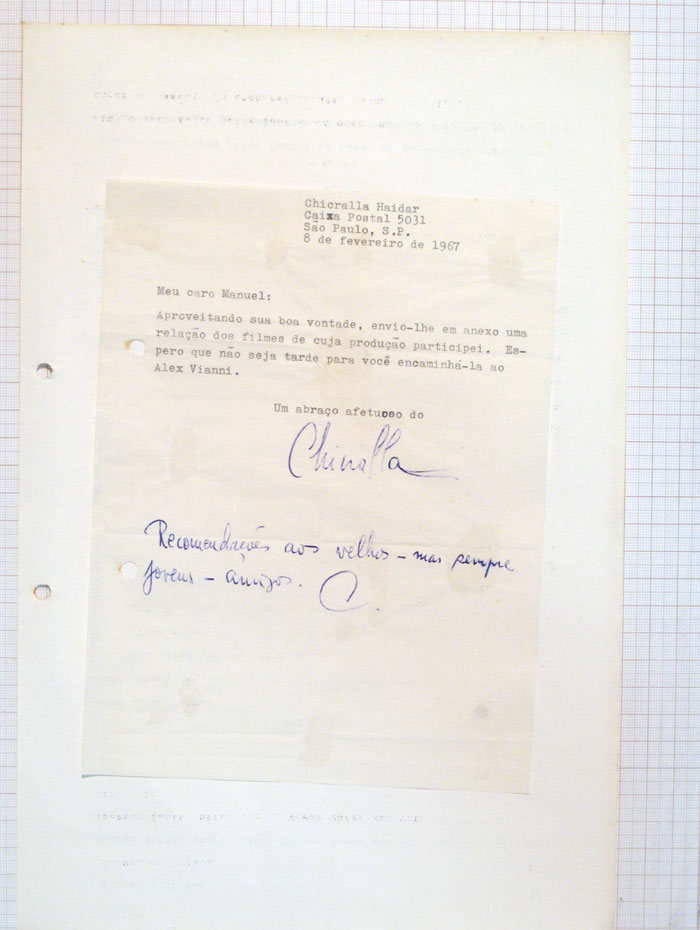 Chicralla Haidar
Caixa Postal 5031
São Paulo, S.P.
8 de fevereiro de 1967
Meu caro Manuel:
Aproveitando sua boa vontade, envio-lhe em anexo uma
relação dos filmes de cuja produção participei. Es-
pero que não seja tarde para você encaminhá-la ao
Alex Vianni.
Um abraço afetuoso do
Chicralla
Recomendações aos velhos - mas sempre
jovens - amigos. C.